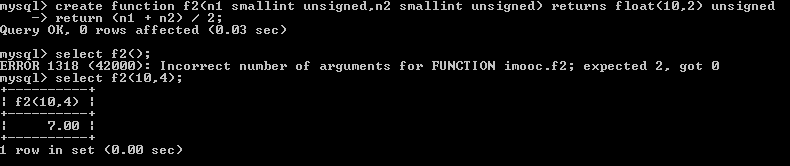 mysql> create function f2(n1 smallint unsigned,n2 smallint unsigned) returns float(10,2) unsigned
    -> return (n1 + n2) / 2;
Query OK, 0 rows affected (0.03 sec)

mysql> select f2();
ERROR 1318 (42000): Incorrect number of arguments for FUNCTION imooc.f2; expected 2, got 0
mysql> select f2(10,4);
+----------+
| f2(10,4) |
+----------+
|     7.00 |
+----------+
1 row in set (0.00 sec)